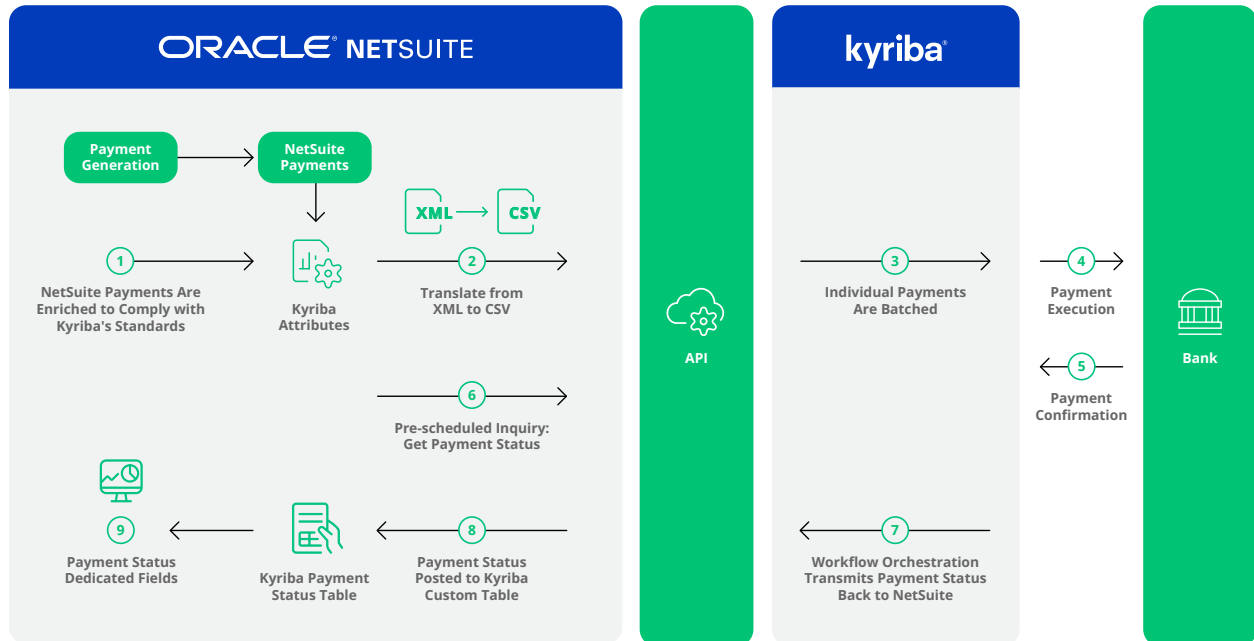 ORACLE® NETSUITE
kyriba®
Payment
Generation
NetSuite
Payments
XML
CSV
1
NetSuite Payments Are
Enriched to Comply with
Kyriba's Standards
Kyriba
Attributes
2
Translate from
XML to CSV
API
3
Individual Payments
Are Batched
4
Payment
Execution
Bank
5
Payment
Confirmation
6
Pre-scheduled Inquiry:
Get Payment Status
7
Workflow Orchestration
Transmits Payment Status
Back to NetSuite
8
Payment Status
Posted to Kyriba
Custom Table
Kyriba Payment
Status Table
9
Payment Status
Dedicated Fields